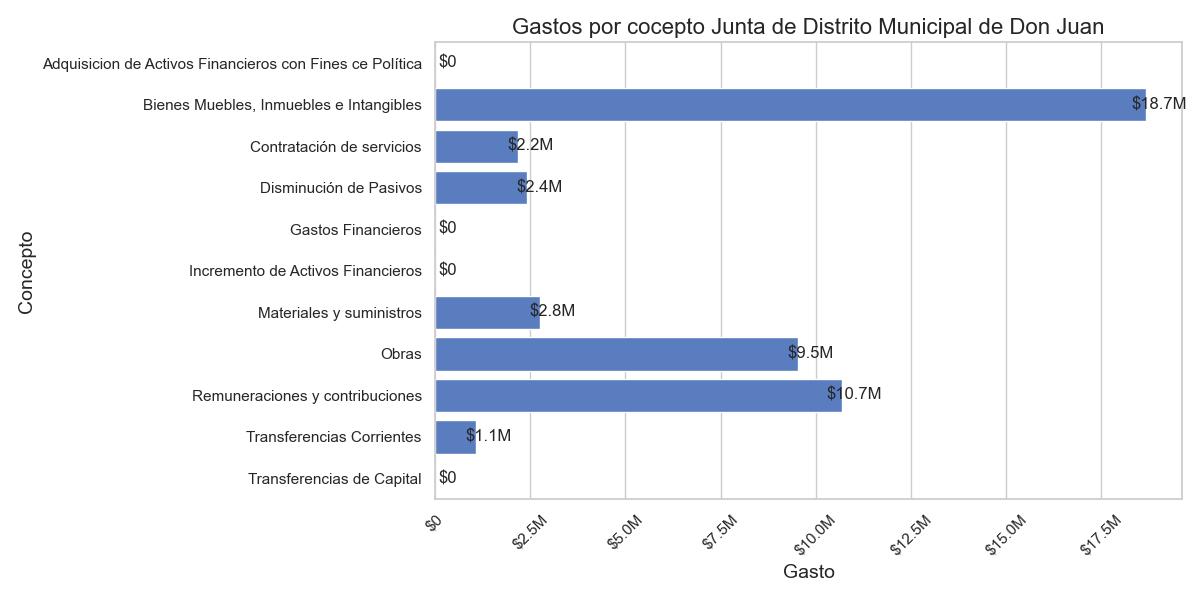 Gastos por cocepto Junta de Distrito Municipal de Don Juan
Concepto
Adquisicion de Activos Financieros con Fines ce Política
$0
Bienes Muebles, Inmuebles e Intangibles
$18.7M
Contratación de servicios
$2.2M
Disminución de Pasivos
$2.4M
Gastos Financieros
$0
Incremento de Activos Financieros
$0
Materiales y suministros
$2.8M
Obras
$9.5M
Remuneraciones y contribuciones
$10.7M
Transferencias Corrientes
$1.1M
Transferencias de Capital
$0
$0
$2.5M
$5.0M
$7.5M
$10.0M
$12.5M
$15.0M
$17.5M
Gasto